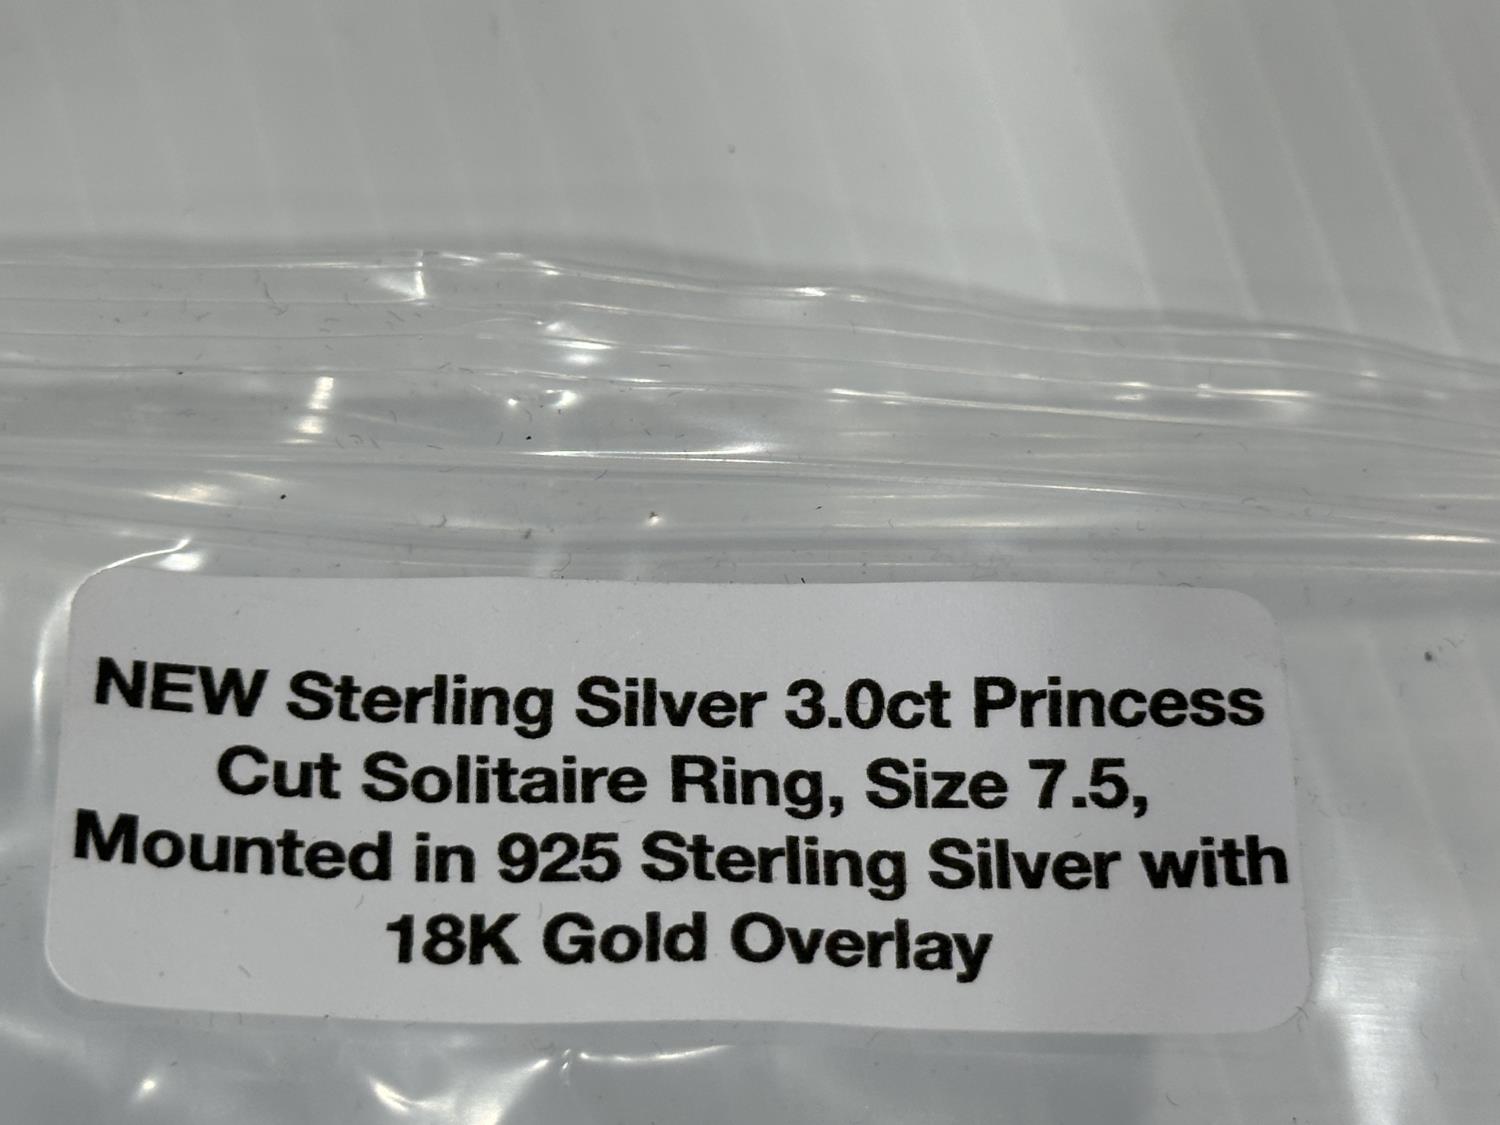 NEW Sterling Silver 3.0ct Princess
Cut Solitaire Ring, Size 7.5,
Mounted in 925 Sterling Silver with
18K Gold Overlay